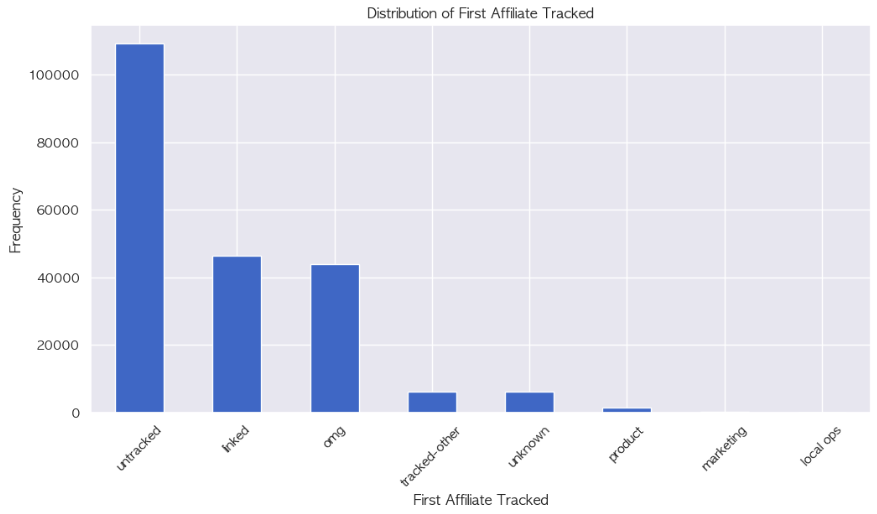 Distribution of First Affiliate Tracked
Frequency
100000
80000
60000
40000
20000
0
untracked
linked
omg
tracked-other
unknown
product
marketing
local ops
First Affiliate Tracked